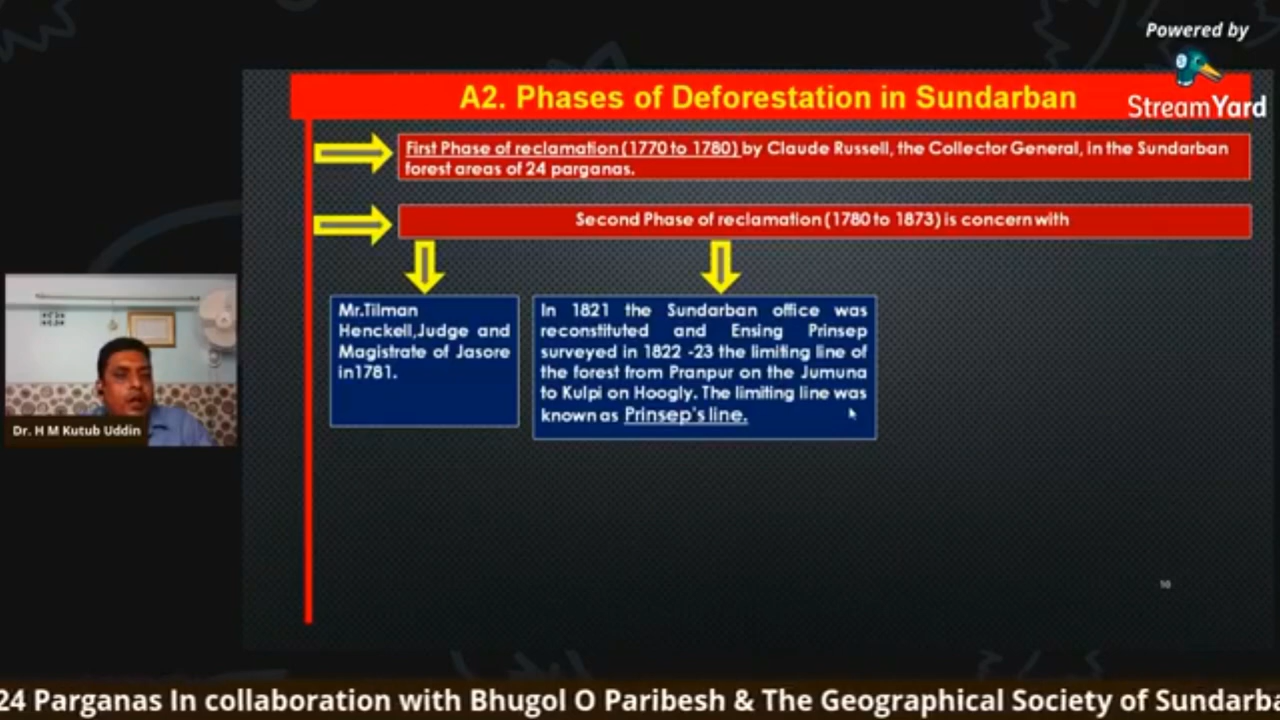 Powered by
StreamYard
A2. Phases of Deforestation in Sundarban
First Phase of reclamation (1770 to 1780) by Claude Russell, the Collector General, in the Sundarban
forest areas of 24 parganas.
Second Phase of reclamation (1780 to 1873) is concern with
Mr.Tilman
Henckell,Judge and
Magistrate of Jasore
in1781.
In 1821 the Sundarban office was
reconstituted and Ensing Prinsep
surveyed in 1822 -23 the limiting line of
the forest from Pranpur on the Jumuna
to Kulpi on Hoogly. The limiting line was
known as Prinsep's line.
Dr. H M Kutub Uddin
10
24 Parganas In collaboration with Bhugol O Paribesh & The Geographical Society of Sundarba